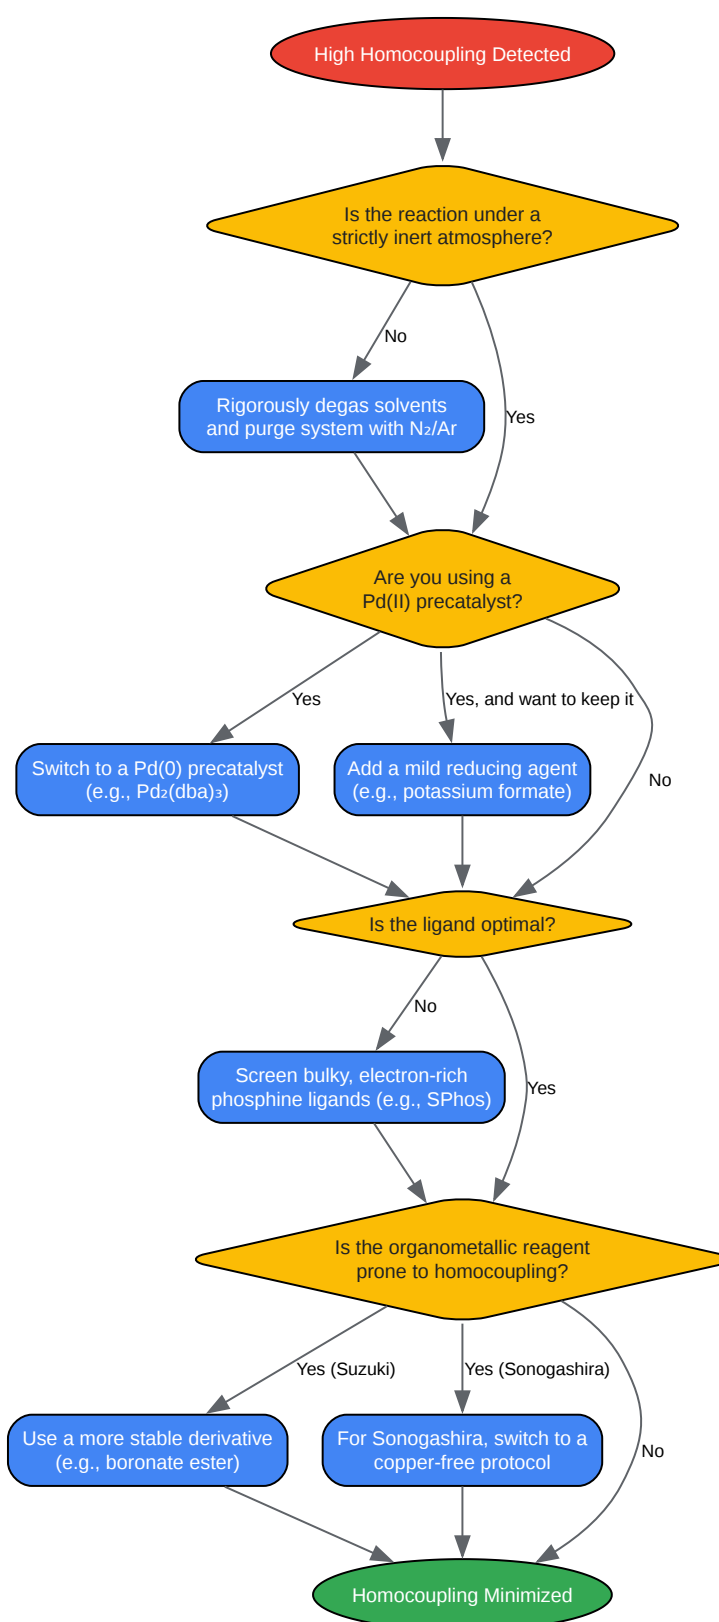 High Homocoupling Detected
Is the reaction under a
strictly inert atmosphere?
No
Rigorously degas solvents
and purge system with N₂/Ar
Yes
Are you using a
Pd(II) precatalyst?
Yes
Yes, and want to keep it
Switch to a Pd(0) precatalyst
(e.g., Pd₂(dba)₃)
Add a mild reducing agent
(e.g., potassium formate)
No
Is the ligand optimal?
No
Screen bulky, electron-rich
phosphine ligands (e.g., SPhos)
Yes
Is the organometallic reagent
prone to homocoupling?
Yes (Suzuki)
Yes (Sonogashira)
Use a more stable derivative
(e.g., boronate ester)
For Sonogashira, switch to a
copper-free protocol
No
Homocoupling Minimized